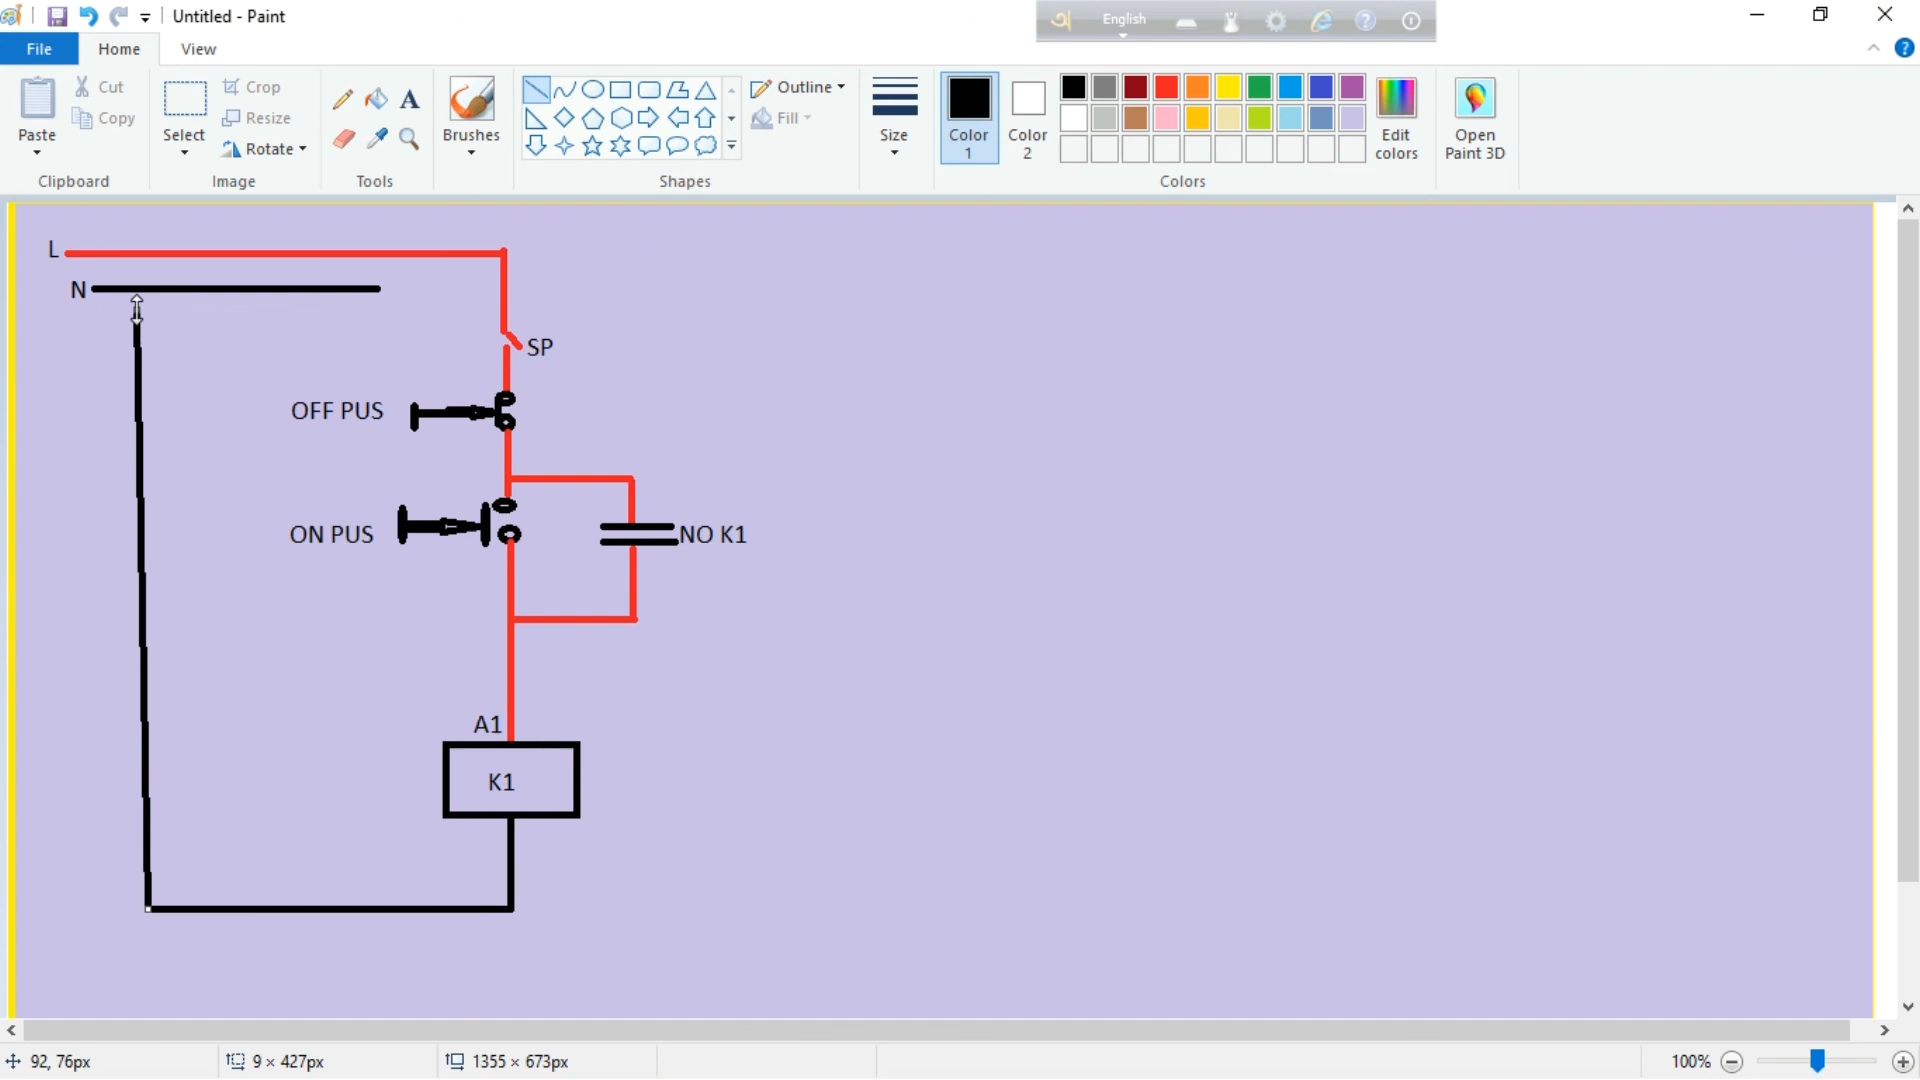 Untitled - Paint
English
File Home View
Paste
Cut
Copy
Clipboard
Select
Crop
Resize
Rotate
Image
A
Tools
Brushes
Shapes
Outline
Fill
Size
Color
1
Color
2
Edit
colors
Colors
Open
Paint 3D
L
N
SP
OFF PUS
ON PUS
NO K1
A1
K1
92, 76px
9 × 427px
1355 × 673px
100%